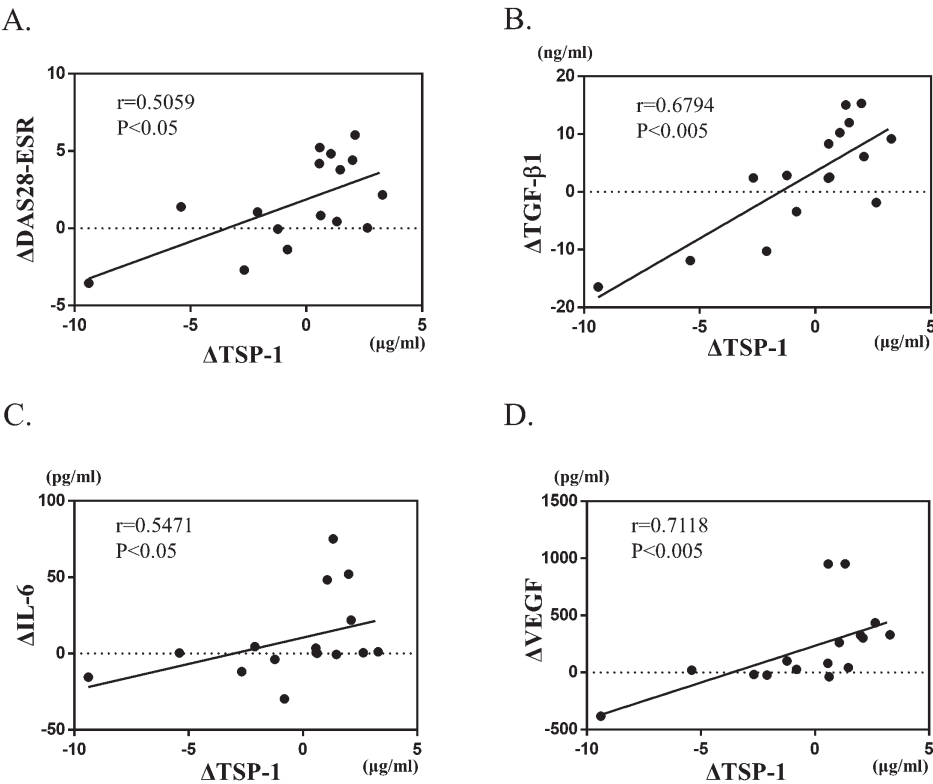 A.
10
5
0
-5
-10
-5
0
5
r=0.5059
P<0.05
ΔDAS28-ESR
ΔTSP-1
(μg/ml)
B.
(ng/ml)
20
10
0
-10
-20
-10
-5
0
5
r=0.6794
P<0.005
ΔTGF-β1
ΔTSP-1
(μg/ml)
C.
(pg/ml)
100
50
0
-50
-10
-5
0
5
r=0.5471
P<0.05
ΔIL-6
ΔTSP-1
(μg/ml)
D.
(pg/ml)
1500
1000
500
0
-500
-10
-5
0
5
r=0.7118
P<0.005
ΔVEGF
ΔTSP-1
(μg/ml)